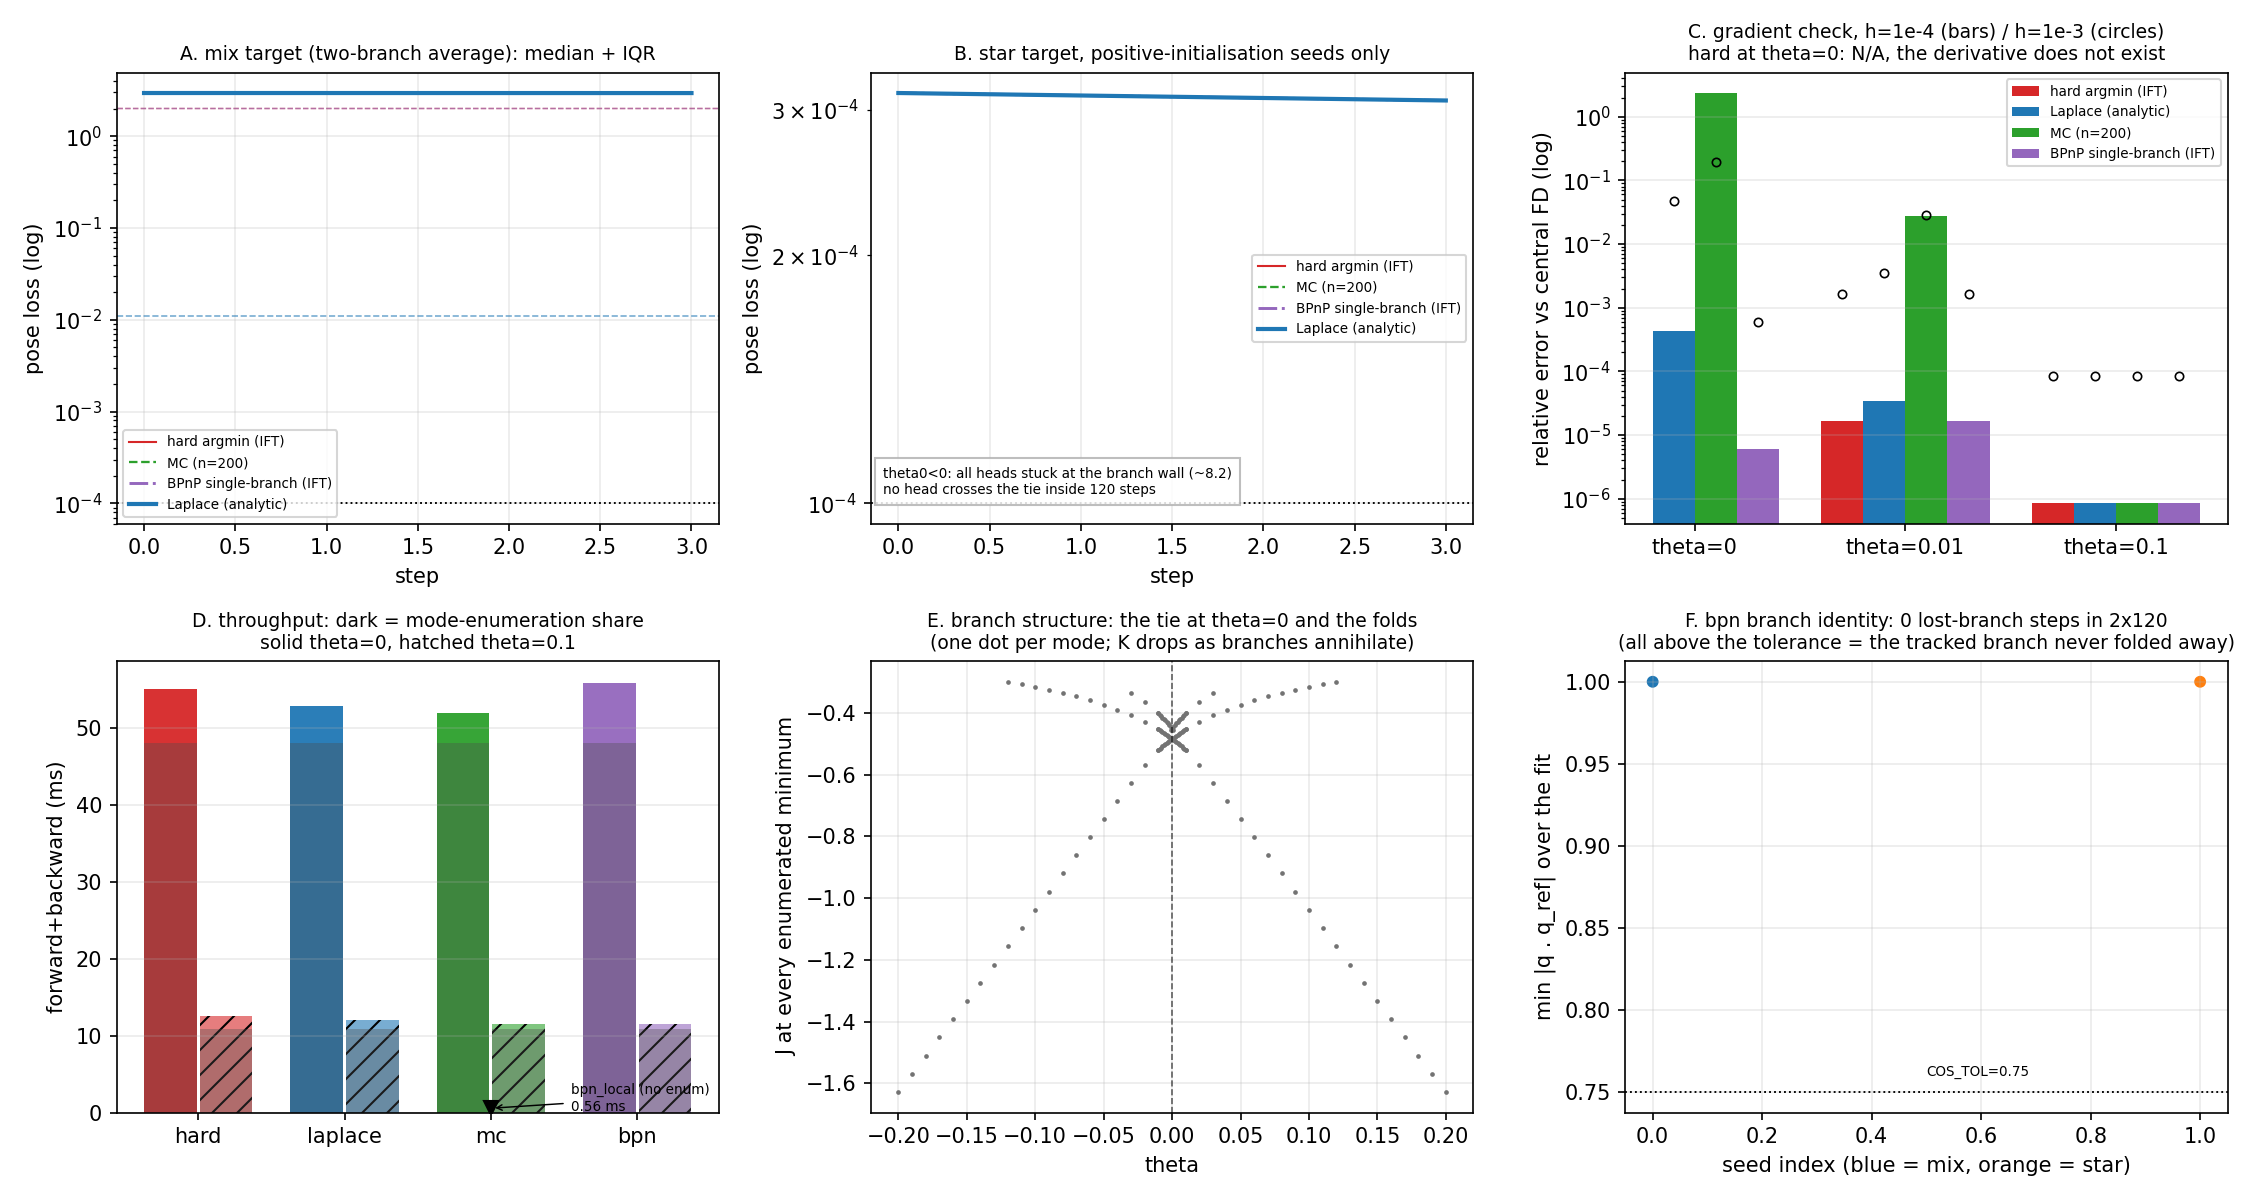 A. mix target (two-branch average): median + IQR
pose loss (log)
10^0
10^-1
10^-2
10^-3
10^-4
hard argmin (IFT)
MC (n=200)
BPnP single-branch (IFT)
Laplace (analytic)
0.0 0.5 1.0 1.5 2.0 2.5 3.0
step
B. star target, positive-initialisation seeds only
pose loss (log)
3 × 10^-4
2 × 10^-4
10^-4
hard argmin (IFT)
MC (n=200)
BPnP single-branch (IFT)
Laplace (analytic)
theta0<0: all heads stuck at the branch wall (~8.2)
no head crosses the tie inside 120 steps
0.0 0.5 1.0 1.5 2.0 2.5 3.0
step
C. gradient check, h=1e-4 (bars) / h=1e-3 (circles)
hard at theta=0: N/A, the derivative does not exist
relative error vs central FD (log)
10^0
10^-1
10^-2
10^-3
10^-4
10^-5
10^-6
hard argmin (IFT)
Laplace (analytic)
MC (n=200)
BPnP single-branch (IFT)
theta=0 theta=0.01 theta=0.1
D. throughput: dark = mode-enumeration share
solid theta=0, hatched theta=0.1
forward+backward (ms)
50
40
30
20
10
0
bpn_local (no enum)
0.56 ms
hard laplace mc bpn
E. branch structure: the tie at theta=0 and the folds
(one dot per mode; K drops as branches annihilate)
J at every enumerated minimum
−0.4
−0.6
−0.8
−1.0
−1.2
−1.4
−1.6
−0.20 −0.15 −0.10 −0.05 0.00 0.05 0.10 0.15 0.20
theta
F. bpn branch identity: 0 lost-branch steps in 2x120
(all above the tolerance = the tracked branch never folded away)
min |q . q_ref| over the fit
1.00
0.95
0.90
0.85
0.80
0.75
COS_TOL=0.75
0.0 0.2 0.4 0.6 0.8 1.0
seed index (blue = mix, orange = star)